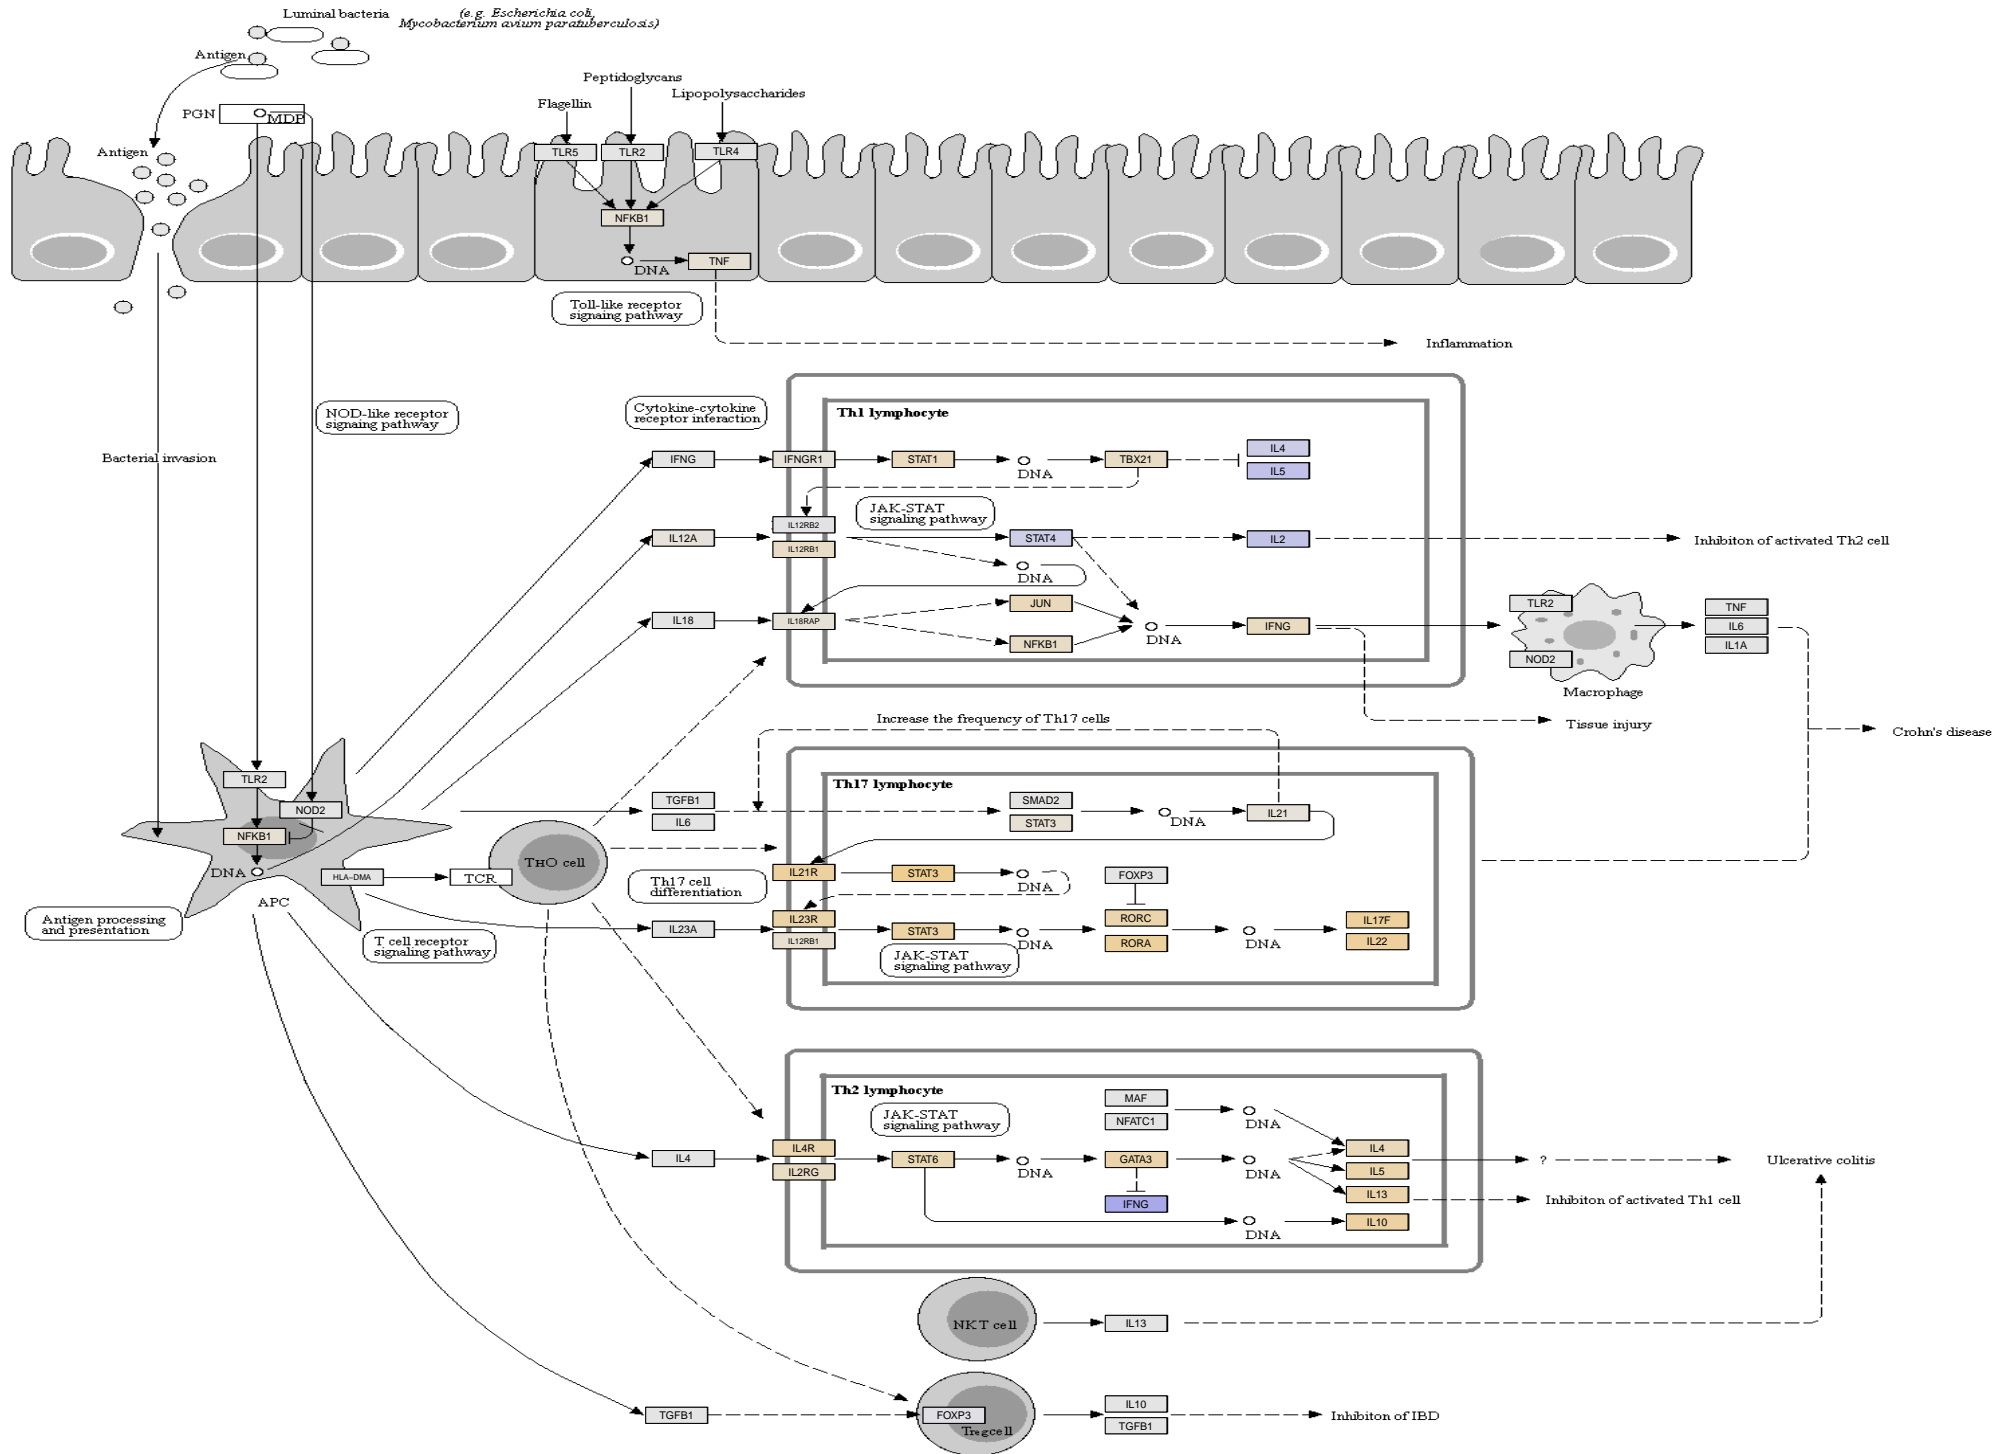 Luminal bacteria
(e.g. Escherichia coli,
Mycobacterium avium paratuberculosis)
Antigen
Peptidoglycans
Flagellin
Lipopolysaccharides
PGN
MDP
Antigen
TLR5
TLR2
TLR4
NFKB1
DNA
TNF
Toll-like receptor
signaing pathway
Inflammation
NOD-like receptor
signaing pathway
Cytokine-cytokine
receptor inferaction
Th1 lymphocyte
Bacterial invasion
IFNG
IFNGR1
STAT1
DNA
TBX21
IL4
IL5
JAK-STAT
signaling pathway
IL12A
IL12RB2
IL12RB1
STAT4
DNA
IL2
Inhibiton of activated Th2 cell
IL18
IL18RAP
JUN
NFKB1
DNA
IFNG
TLR2
NOD2
Macrophage
TNF
IL6
IL1A
Tissue injury
Crohn's disease
Increase the frequency of Th17 cells
Th17 lymphocyte
TLR2
NOD2
NFKB1
DNA
HLA-DMA
APC
TCR
THO cell
TGFB1
IL6
SMAD2
STAT3
DNA
IL21
Th17 cell
differentiation
IL21R
STAT3
DNA
FOXP3
Antigen processing
and presentation
T cell receptor
signaling pathway
IL23A
IL23R
IL12RB1
STAT3
DNA
RORC
RORA
DNA
IL17F
IL22
JAK-STAT
signaling pathway
Th2 lymphocyte
JAK-STAT
signaling pathway
MAF
NFATC1
DNA
IL4
IL4R
IL2RG
STAT6
DNA
GATA3
IFNG
DNA
IL4
IL5
IL13
IL10
DNA
?
Ulcerative colitis
Inhibiton of activated Th1 cell
NKT cell
IL13
TGFB1
FOXP3
Treg cell
IL10
TGFB1
Inhibiton of IBD